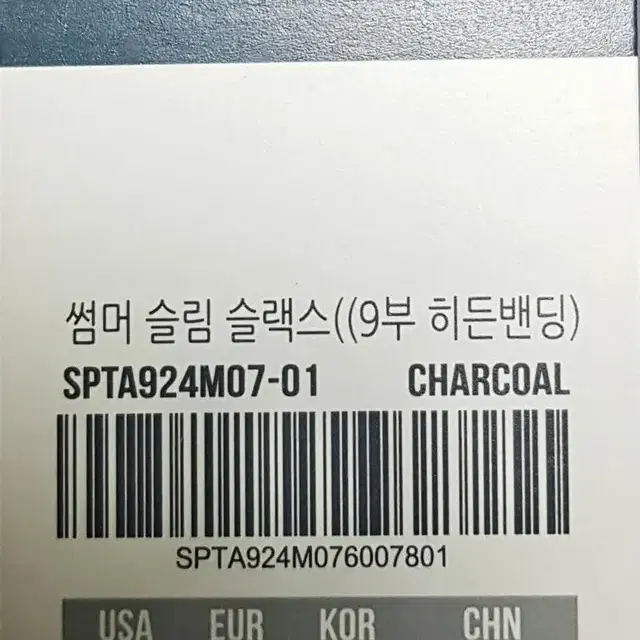 썸머 슬림 슬랙스((9부 히든밴딩)
SPTA924M07-01 CHARCOAL
SPTA924M076007801
USA EUR KOR CHN